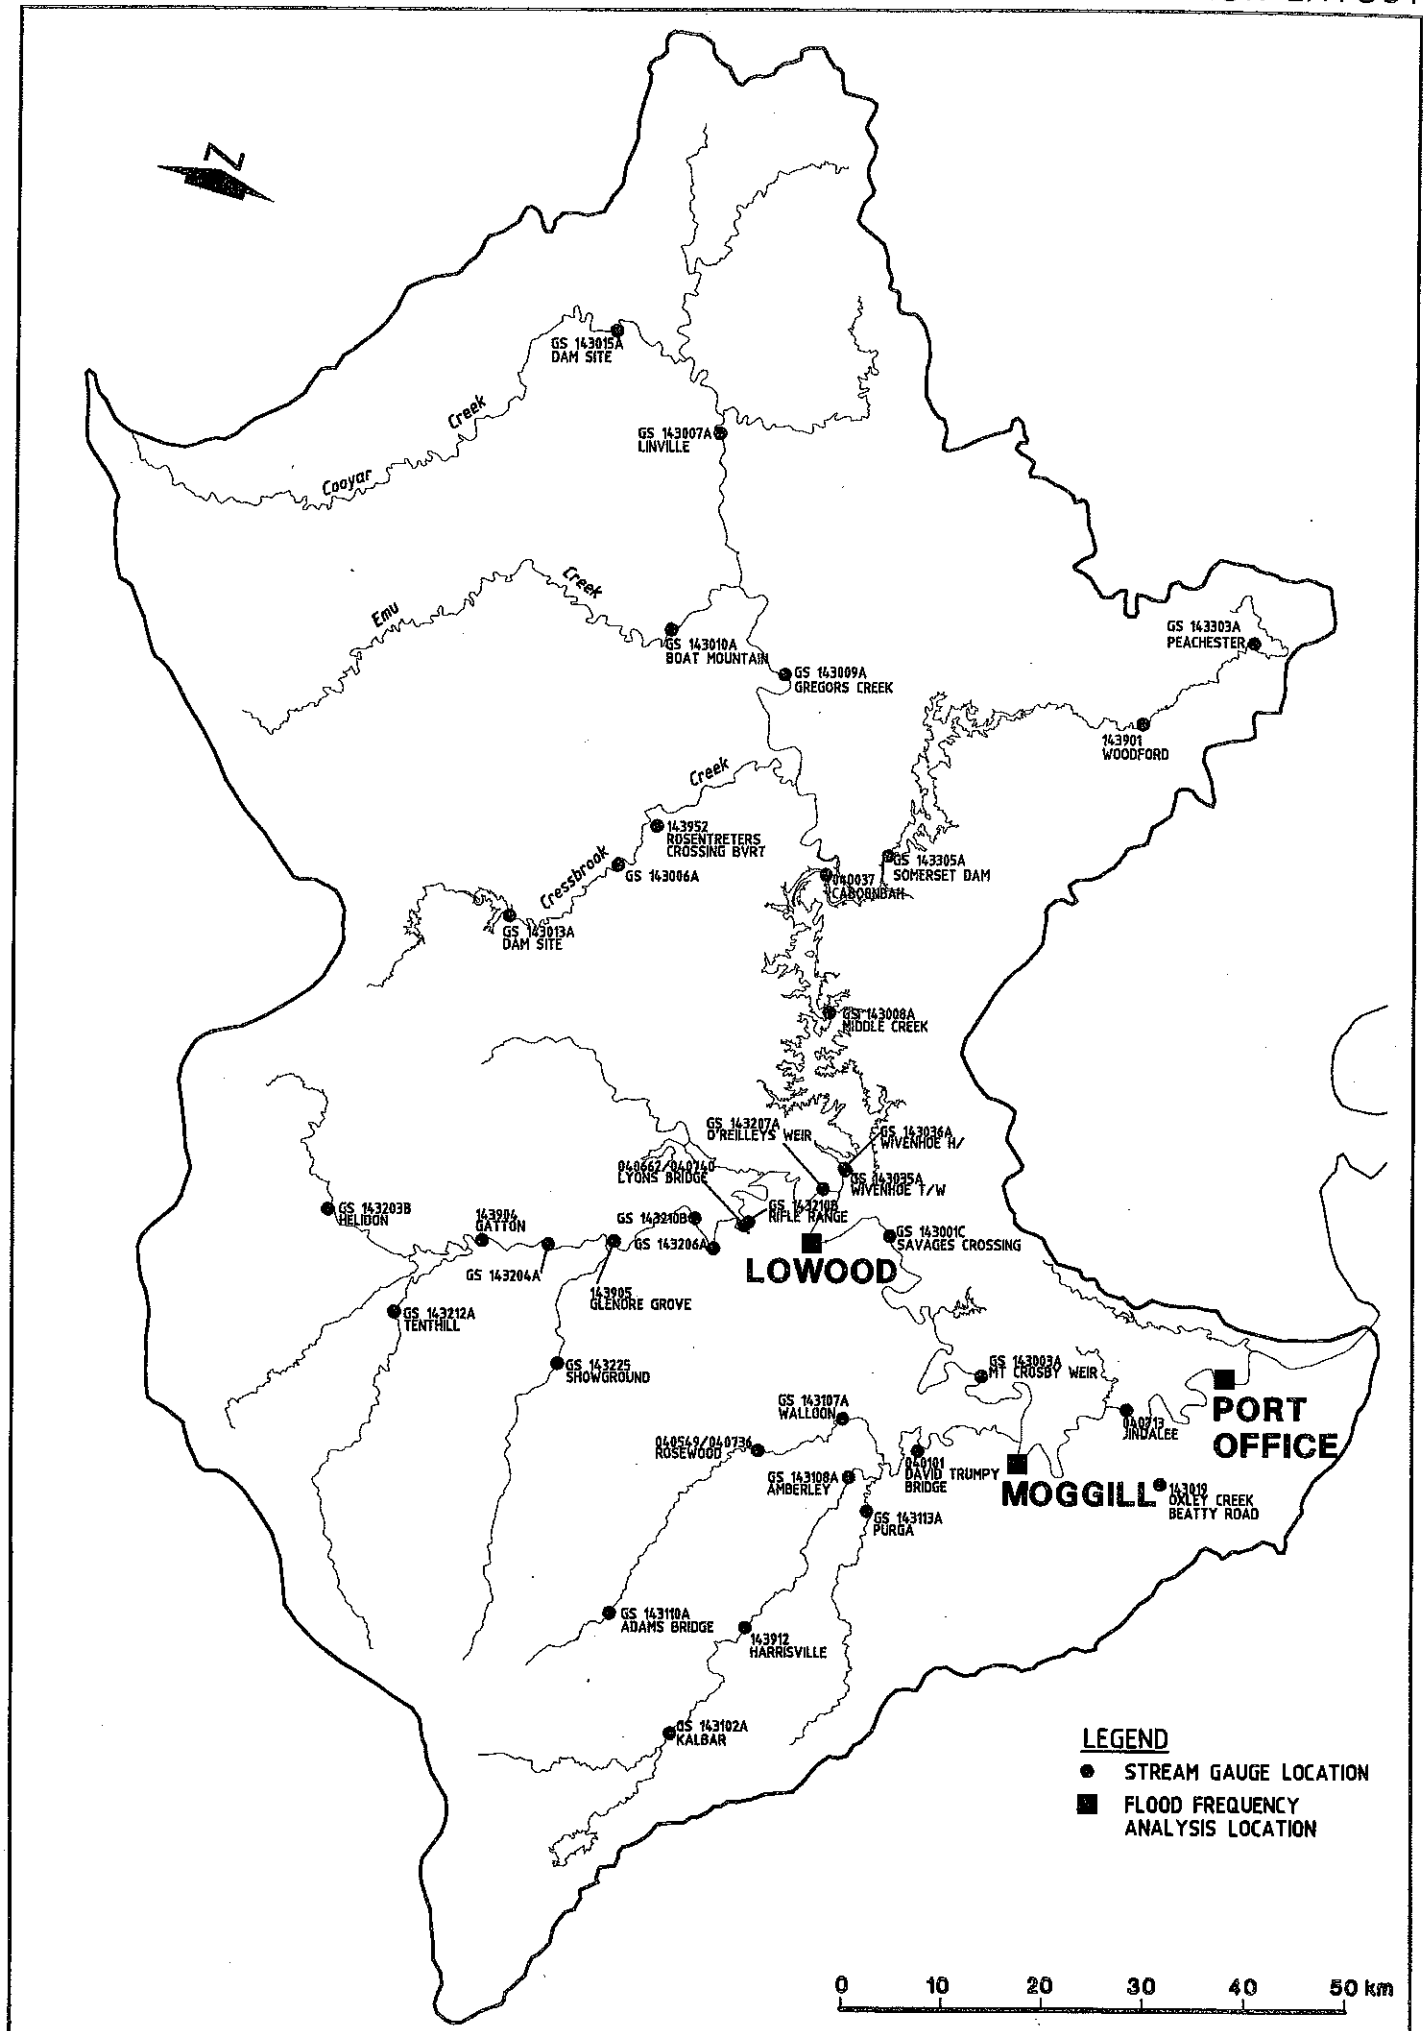 N
GS 143015A
DAM SITE
Creek
Cooyar
GS 143007A
LINVILLE
Creek
Emu
GS 143010A
BOAT MOUNTAIN
GS 143009A
GREGORS CREEK
GS 143303A
PEACHESTER
143901
WOODFORD
Creek
Cressbrook
143952
ROSENTRETERS
CROSSING BVRT
GS 143006A
GS 143013A
DAM SITE
GS 143305A
SOMERSET DAM
040037
CABOONBAH
GS 143008A
MIDDLE CREEK
GS 143207A
O'REILLEYS WEIR
GS 143036A
WIVENHOE H/
040662/040740
LYONS BRIDGE
GS 143035A
WIVENHOE T/W
GS 143203B
HELIDON
143904
GATTON
GS 143210B
GS 143210B
RIFLE RANGE
GS 143206A
GS 143001C
SAVAGES CROSSING
LOWOOD
GS 143204A
143905
GLENORE GROVE
GS 143212A
TENTHILL
GS 143225
SHOWGROUND
GS 143003A
MT CROSBY WEIR
GS 143107A
WALLOON
PORT
OFFICE
040713
JINDALEE
040549/040736
ROSEWOOD
GS 143108A
AMBERLEY
040101
DAVID TRUMPY
BRIDGE
MOGGILL
143019
OXLEY CREEK
BEATTY ROAD
GS 143113A
PURGA
GS 143110A
ADAMS BRIDGE
143912
HARRISVILLE
GS 143102A
KALBAR
LEGEND
STREAM GAUGE LOCATION
FLOOD FREQUENCY
ANALYSIS LOCATION
0 10 20 30 40 50 km